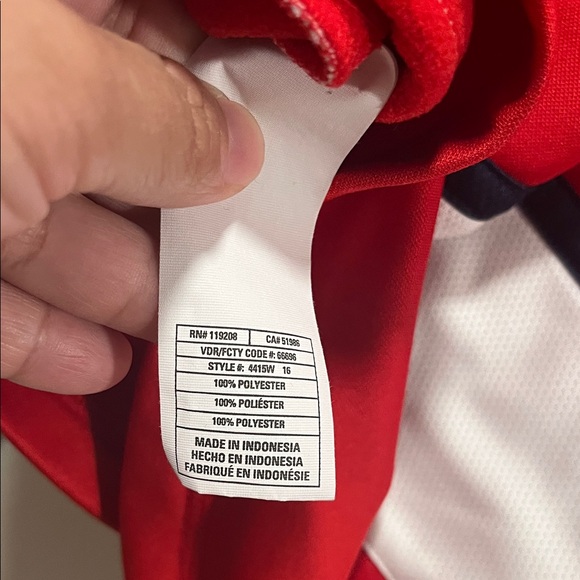 RN# 119208 CA# 51986
VDR/FCTY CODE #: 66696
STYLE #: 4415W 16
100% POLYESTER
100% POLIÉSTER
100% POLYESTER
MADE IN INDONESIA
HECHO EN INDONESIA
FABRIQUÉ EN INDONÉSIE